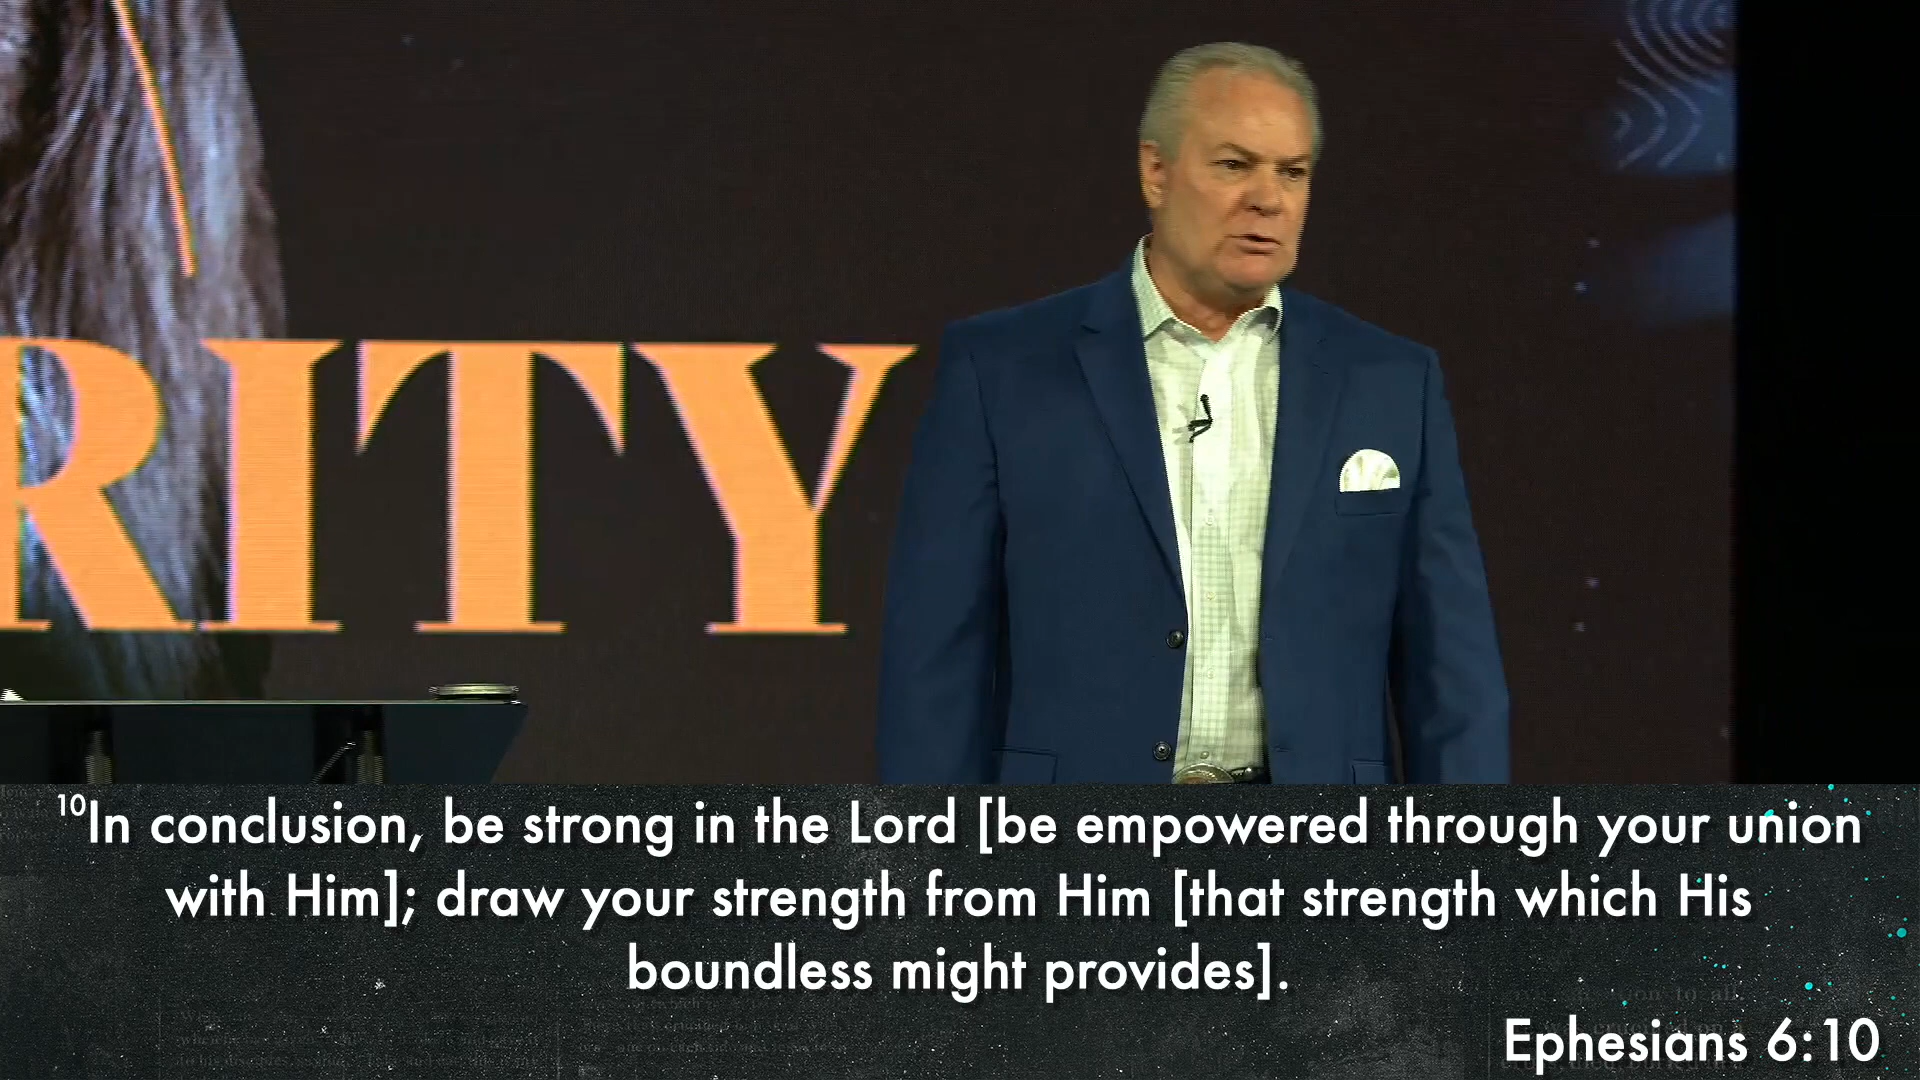 RITY
¹⁰In conclusion, be strong in the Lord [be empowered through your union
with Him]; draw your strength from Him [that strength which His
boundless might provides].
Ephesians 6:10